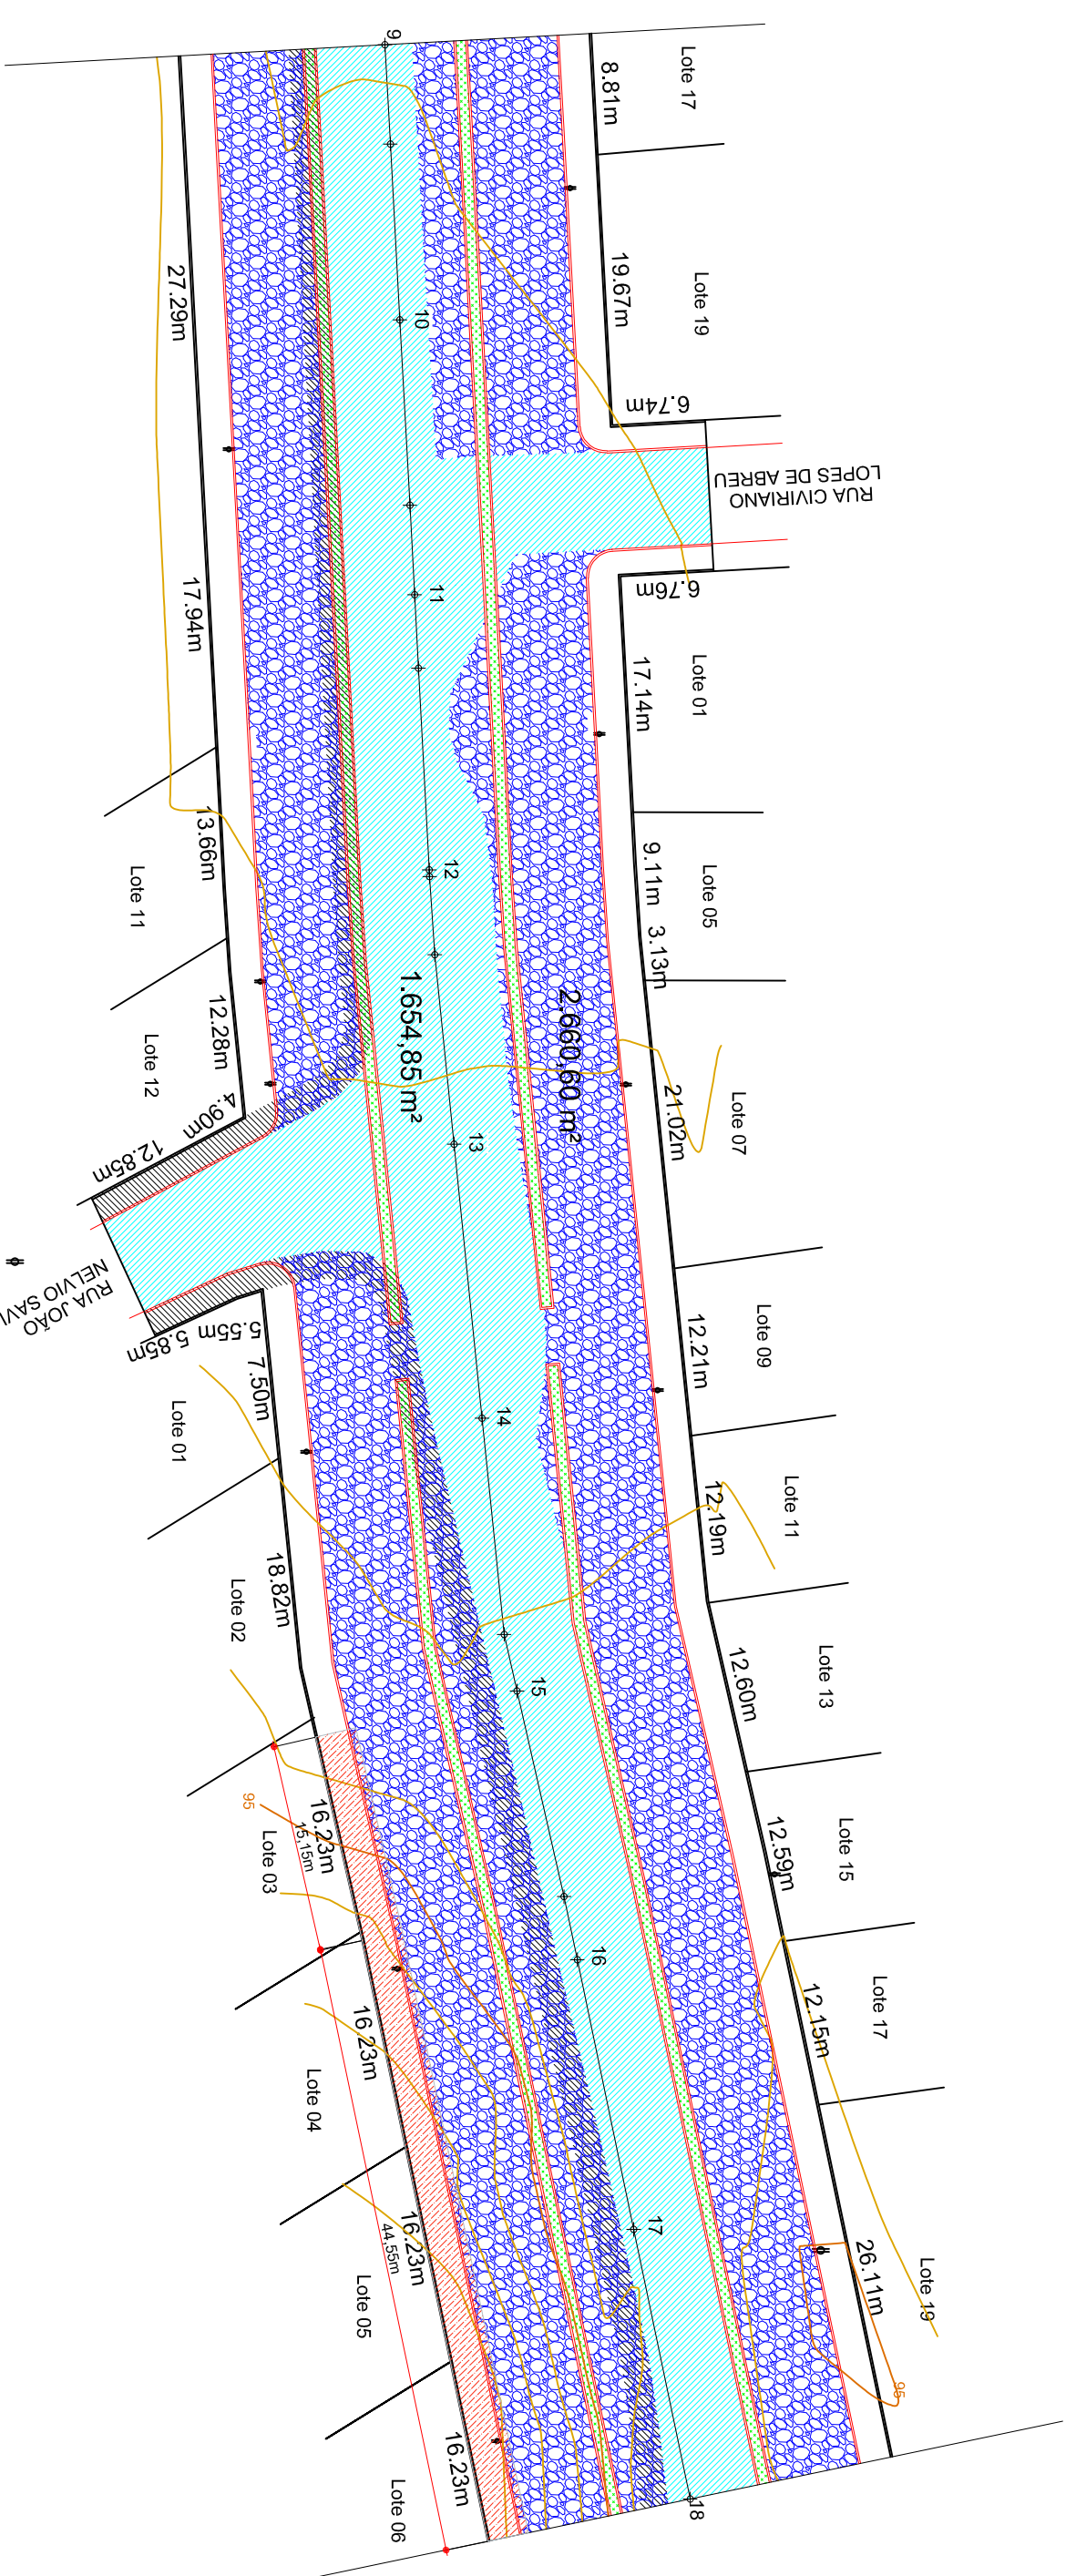 9
Lote 17
8.81m
Lote 19
19.67m
27.29m
10
6.74m
RUA CIVIRIANO
LOPES DE ABREU
6.76m
11
17.94m
Lote 01
17.14m
13.66m
Lote 11
12
9.11m
Lote 05
3.13m
1.654,85 m²
2.660,60 m²
12.28m
Lote 12
4.90m
12.85m
13
21.02m
Lote 07
RUA JOÃO
NELVIO SAVI
5.55m
5.85m
7.50m
Lote 01
14
12.21m
Lote 09
12.19m
Lote 11
18.82m
Lote 02
15
12.60m
Lote 13
95
16.23m
15,15m
Lote 03
12.59m
Lote 15
16
16.23m
Lote 04
12.15m
Lote 17
17
16.23m
44,55m
Lote 05
26.11m
Lote 19
95
16.23m
Lote 06
18